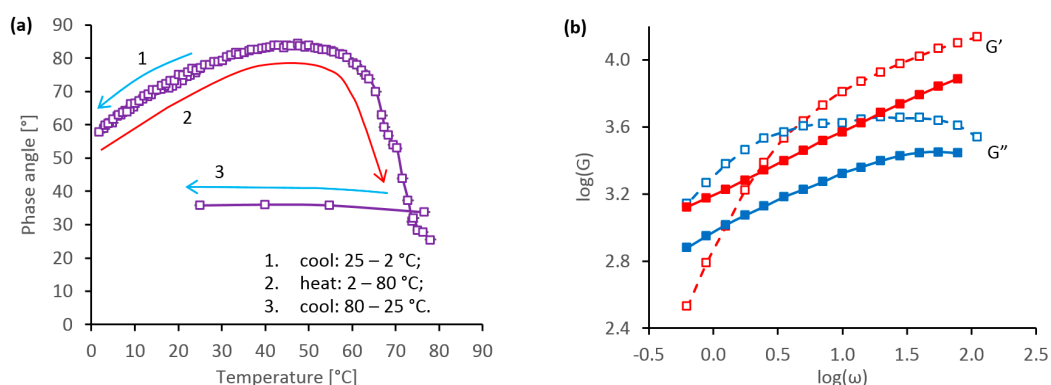 (a)
90
80
70
60
50
40
30
20
10
0
Phase angle [°]
1
2
3
1. cool: 25 – 2 °C;
2. heat: 2 – 80 °C;
3. cool: 80 – 25 °C.
0 10 20 30 40 50 60 70 80 90
Temperature [°C]
(b)
4.0
3.6
3.2
2.8
2.4
log(G)
G’
G”
-0.5 0.0 0.5 1.0 1.5 2.0 2.5
log(ω)